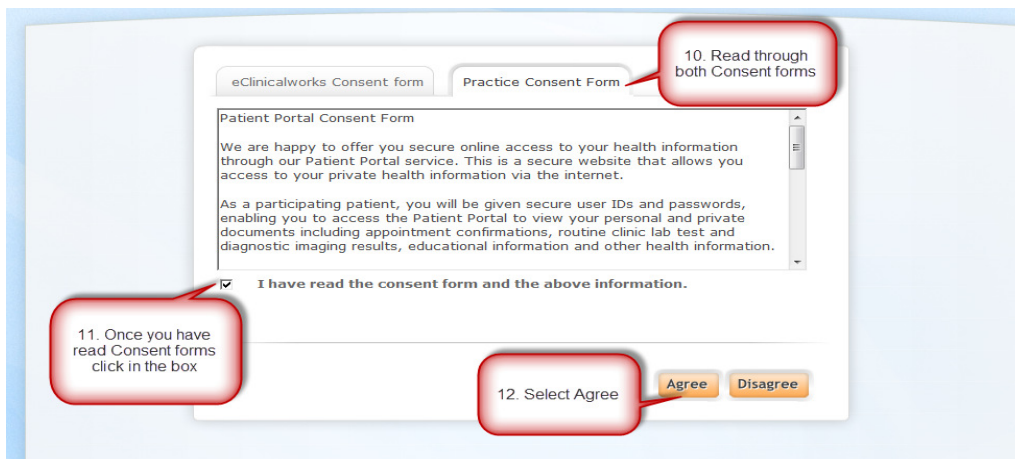 10. Read through
both Consent forms
eClinicalworks Consent form
Practice Consent Form
Patient Portal Consent Form
We are happy to offer you secure online access to your health information
through our Patient Portal service. This is a secure website that allows you
access to your private health information via the internet.
As a participating patient, you will be given secure user IDs and passwords,
enabling you to access the Patient Portal to view your personal and private
documents including appointment confirmations, routine clinic lab test and
diagnostic imaging results, educational information and other health information.
I have read the consent form and the above information.
11. Once you have
read Consent forms
click in the box
12. Select Agree
Agree
Disagree